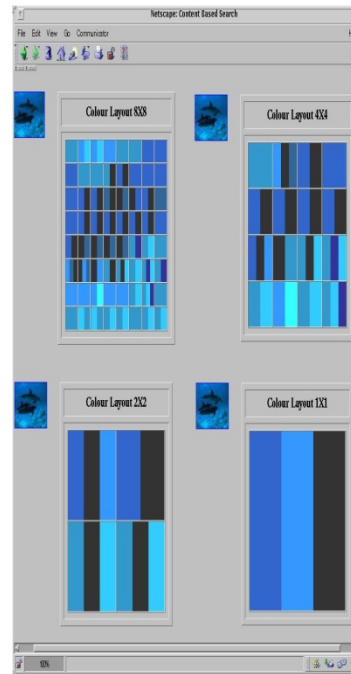 Netscape: Content Based Search
File Edit View Go Communicator
Colour Layout 8X8
Colour Layout 4X4
Colour Layout 2X2
Colour Layout 1X1
100%